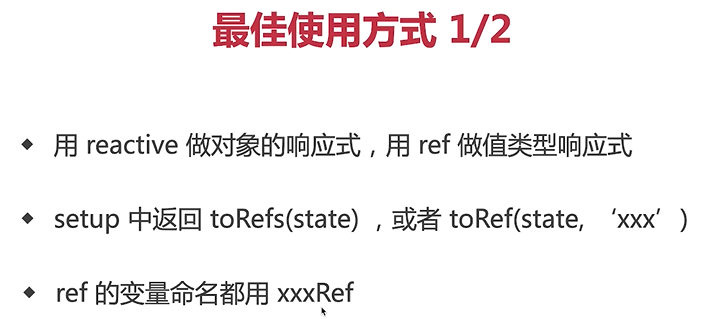 最佳使用方式 1/2
◆ 用 reactive 做对象的响应式，用 ref 做值类型响应式
◆ setup 中返回 toRefs(state) ，或者 toRef(state, ‘xxx’)
◆ ref 的变量命名都用 xxxRef